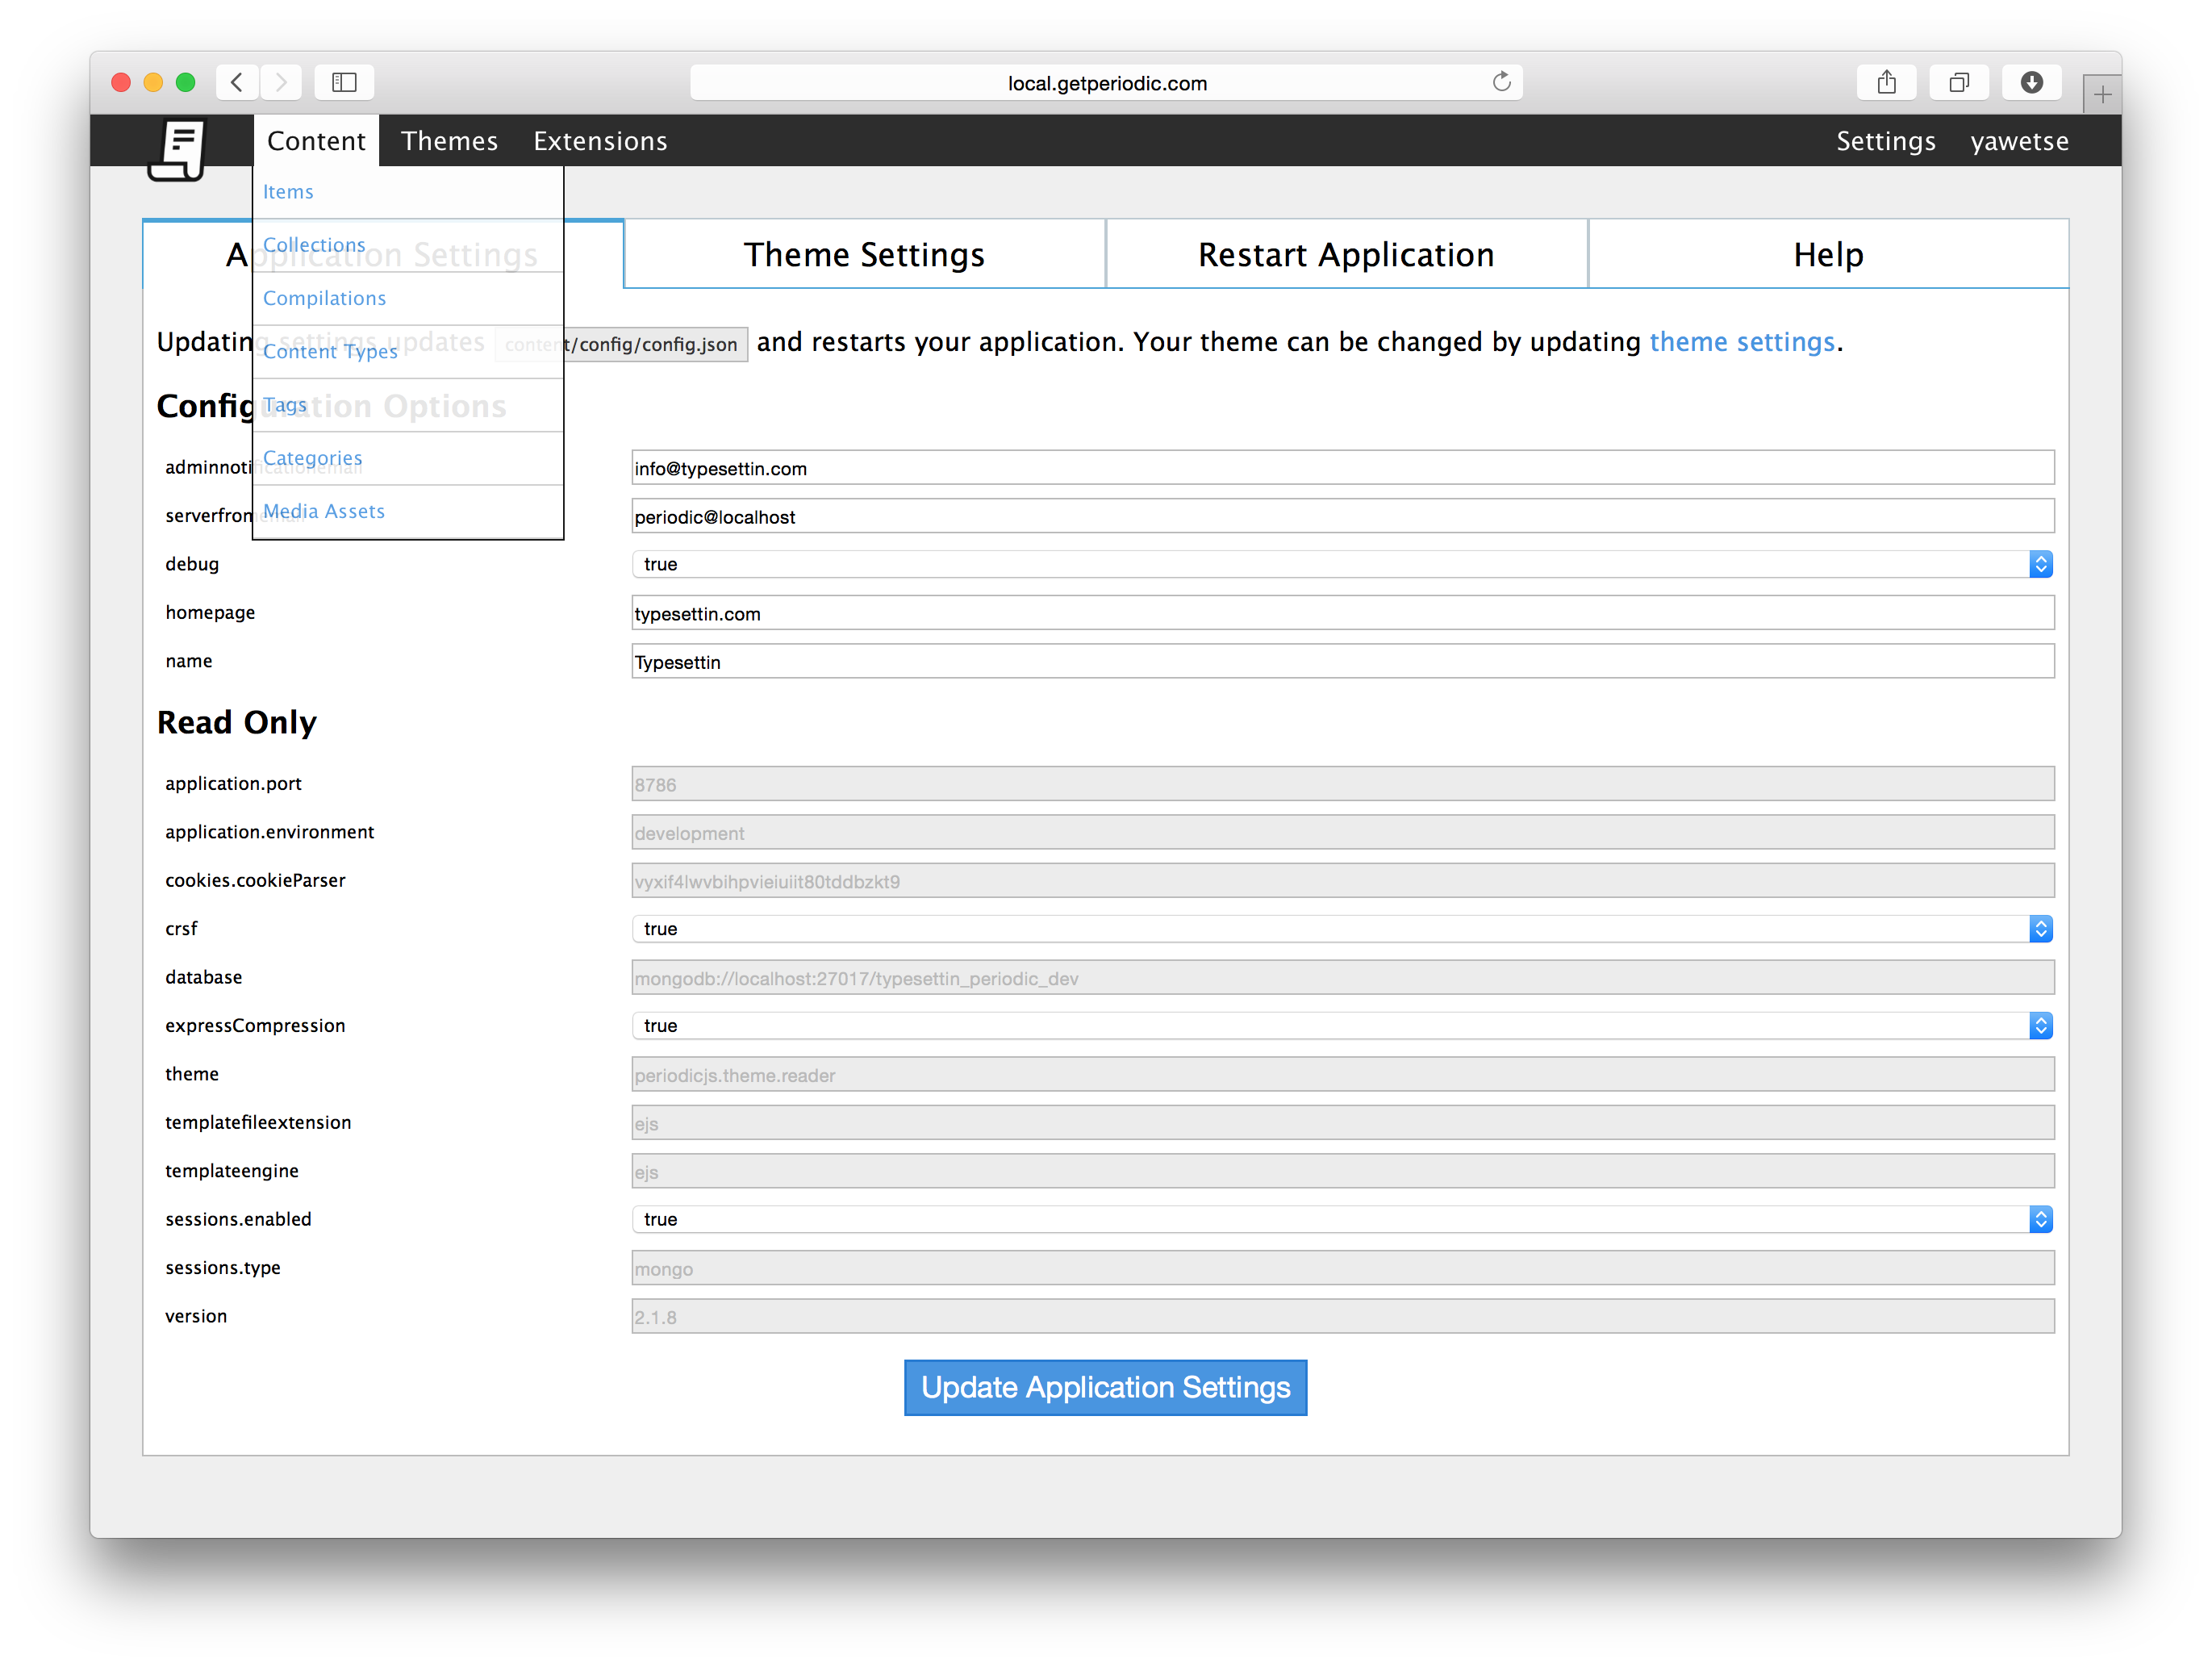 local.getperiodic.com
Content Themes Extensions Settings yawetse
Items
Collections
Compilations
Content Types
Tags
Categories
Media Assets
Application Settings Theme Settings Restart Application Help
Updating settings updates content/config/config.json and restarts your application. Your theme can be changed by updating theme settings.
Configuration Options
adminnotificationemail info@typesettin.com
serverfromemail periodic@localhost
debug true
homepage typesettin.com
name Typesettin
Read Only
application.port 8786
application.environment development
cookies.cookieParser vyxif4lwvbihpvieiuiit80tddbzkt9
crsf true
database mongodb://localhost:27017/typesettin_periodic_dev
expressCompression true
theme periodicjs.theme.reader
templatefileextension ejs
templateengine ejs
sessions.enabled true
sessions.type mongo
version 2.1.8
Update Application Settings